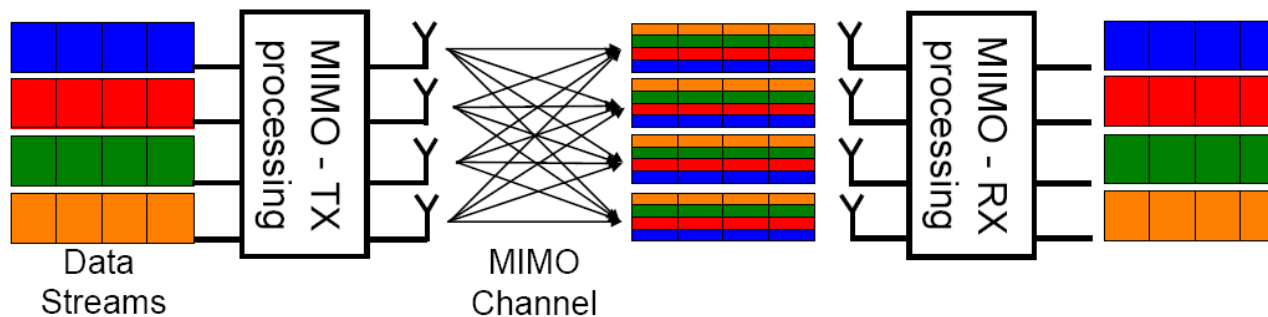 MIMO - TX
processing
MIMO - RX
processing
Data
Streams
MIMO
Channel